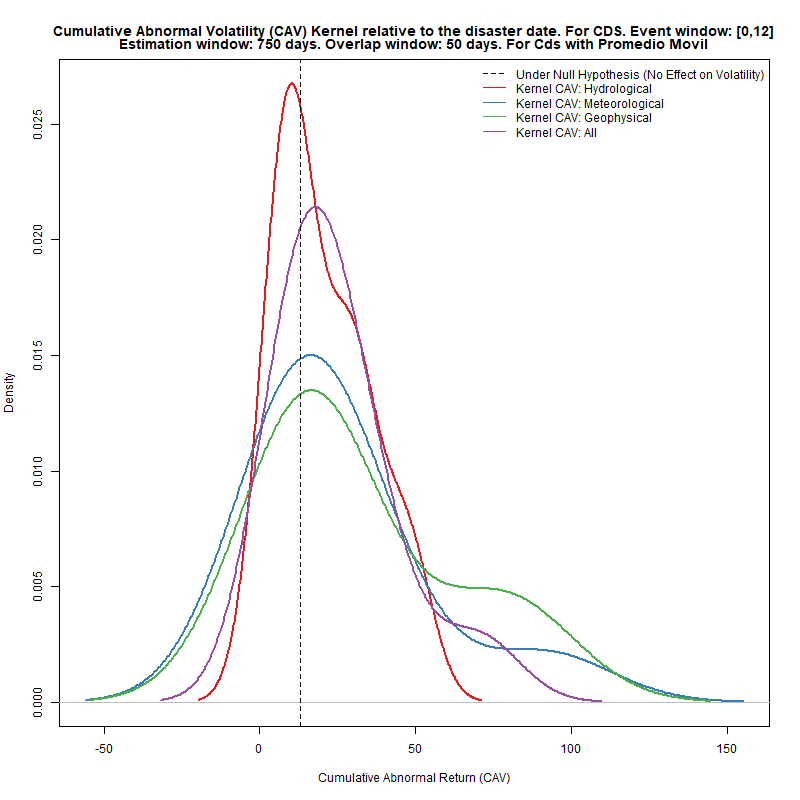 Cumulative Abnormal Volatility (CAV) Kernel relative to the disaster date. For CDS. Event window: [0,12]
Estimation window: 750 days. Overlap window: 50 days. For Cds with Promedio Movil
Under Null Hypothesis (No Effect on Volatility)
Kernel CAV: Hydrological
Kernel CAV: Meteorological
Kernel CAV: Geophysical
Kernel CAV: All
Density
0.025
0.020
0.015
0.010
0.005
0.000
-50 0 50 100 150
Cumulative Abnormal Return (CAV)